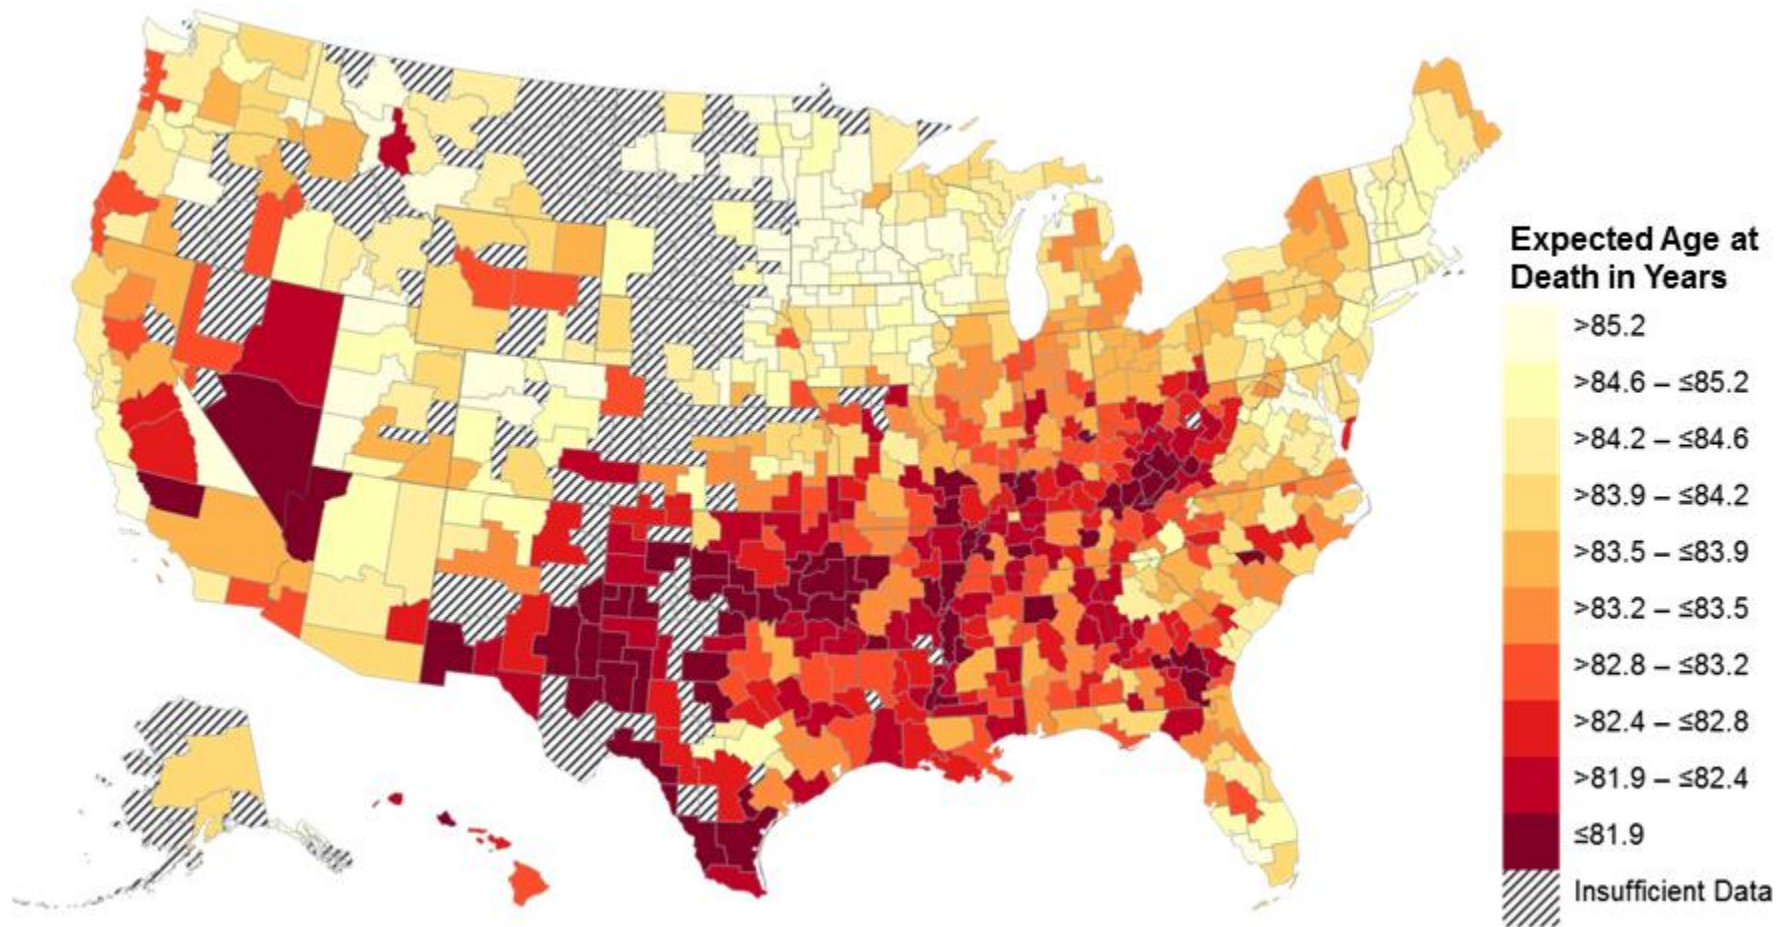 Expected Age at
Death in Years
>85.2
>84.6 – ≤85.2
>84.2 – ≤84.6
>83.9 – ≤84.2
>83.5 – ≤83.9
>83.2 – ≤83.5
>82.8 – ≤83.2
>82.4 – ≤82.8
>81.9 – ≤82.4
≤81.9
Insufficient Data